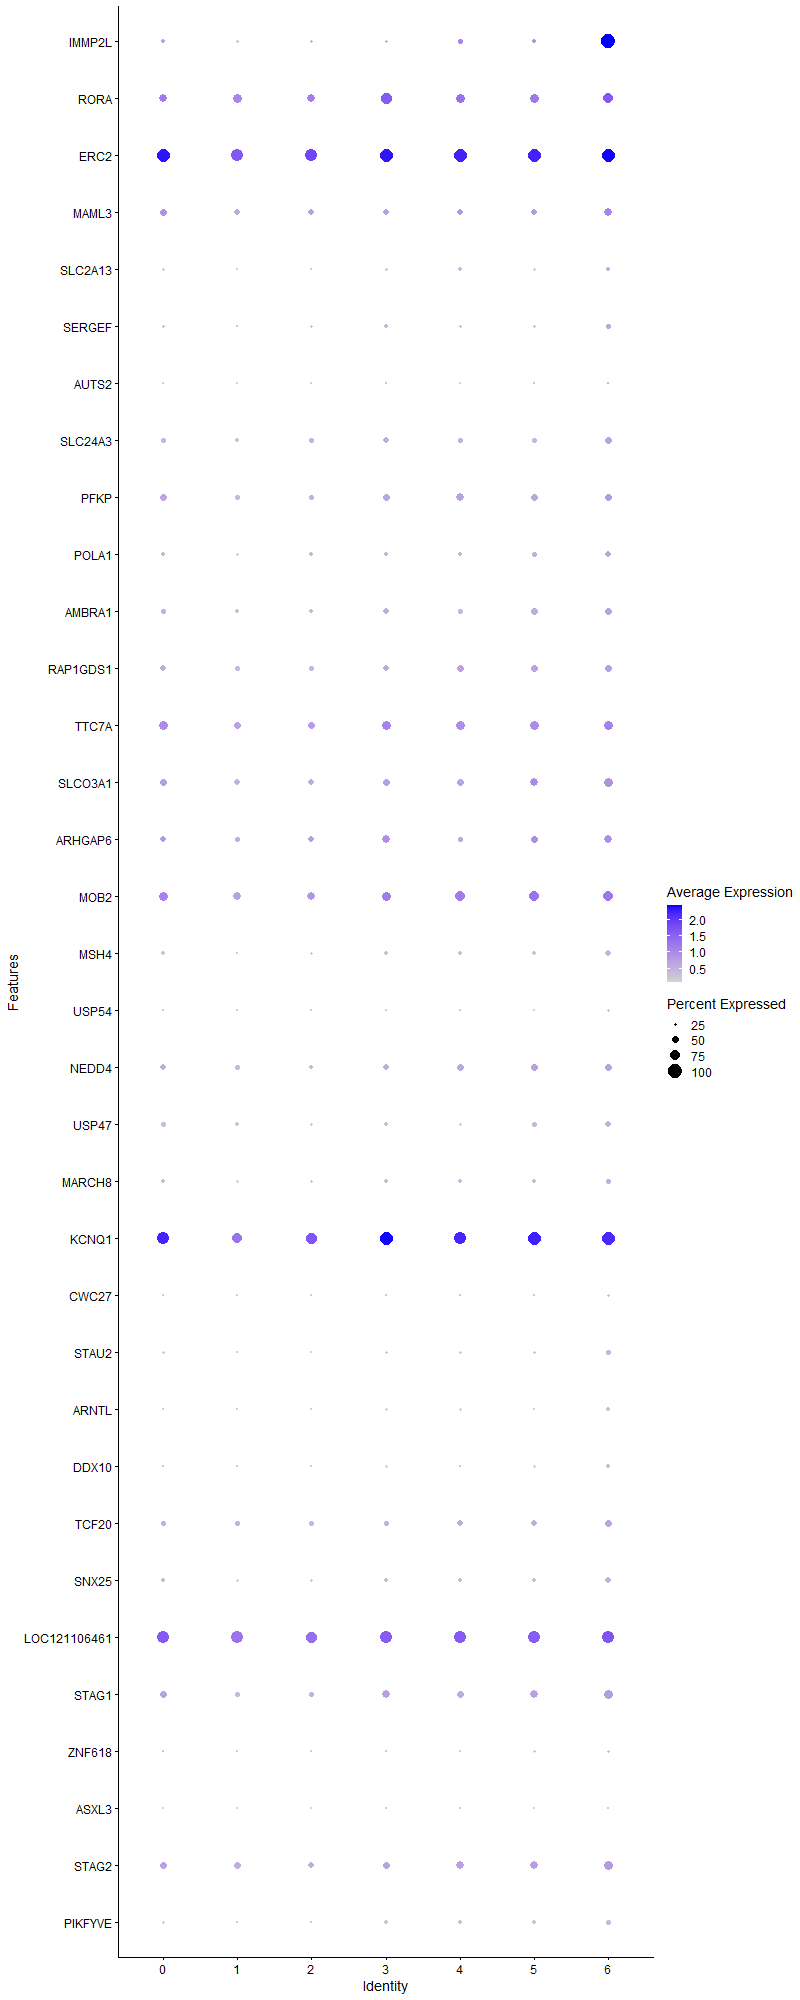 IMMP2L
RORA
ERC2
MAML3
SLC2A13
SERGEF
AUTS2
SLC24A3
PFKP
POLA1
AMBRA1
RAP1GDS1
TTC7A
SLCO3A1
ARHGAP6
MOB2
MSH4
USP54
NEDD4
USP47
MARCH8
KCNQ1
CWC27
STAU2
ARNTL
DDX10
TCF20
SNX25
LOC121106461
STAG1
ZNF618
ASXL3
STAG2
PIKFYVE
Features
0 1 2 3 4 5 6
Identity
Average Expression
2.0
1.5
1.0
0.5
Percent Expressed
25
50
75
100